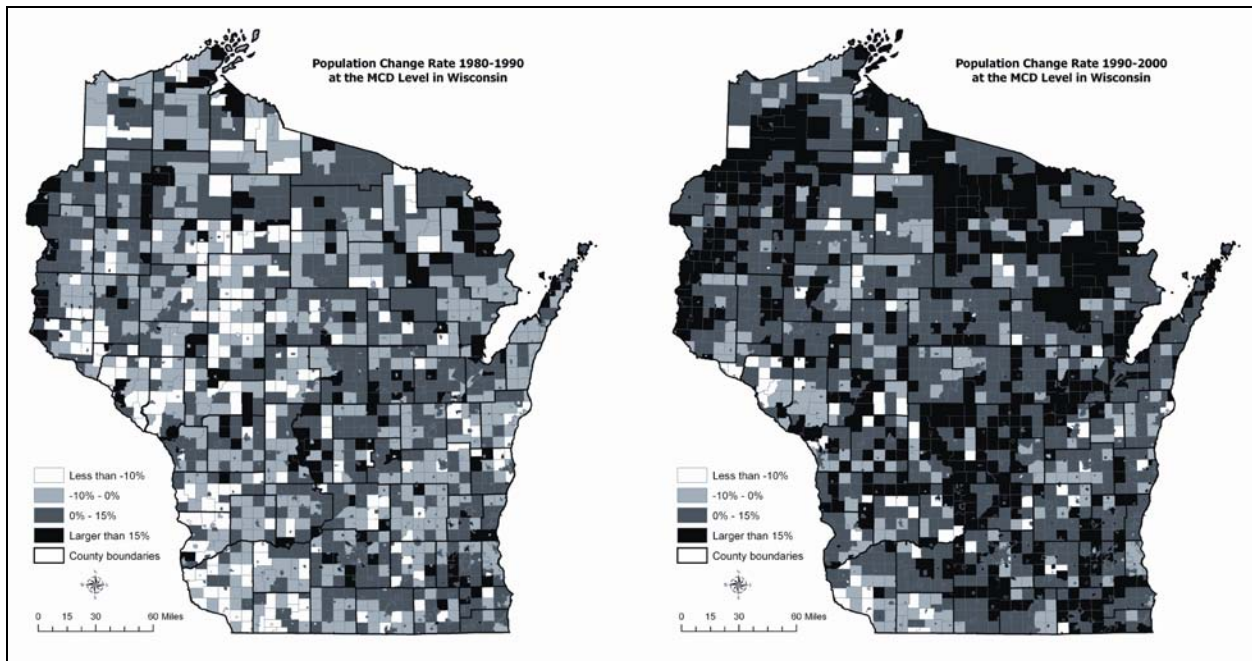 Population Change Rate 1980-1990
at the MCD Level in Wisconsin
Less than -10%
-10% - 0%
0% - 15%
Larger than 15%
County boundaries
0 15 30 60 Miles
Population Change Rate 1990-2000
at the MCD Level in Wisconsin
Less than -10%
-10% - 0%
0% - 15%
Larger than 15%
County boundaries
0 15 30 60 Miles